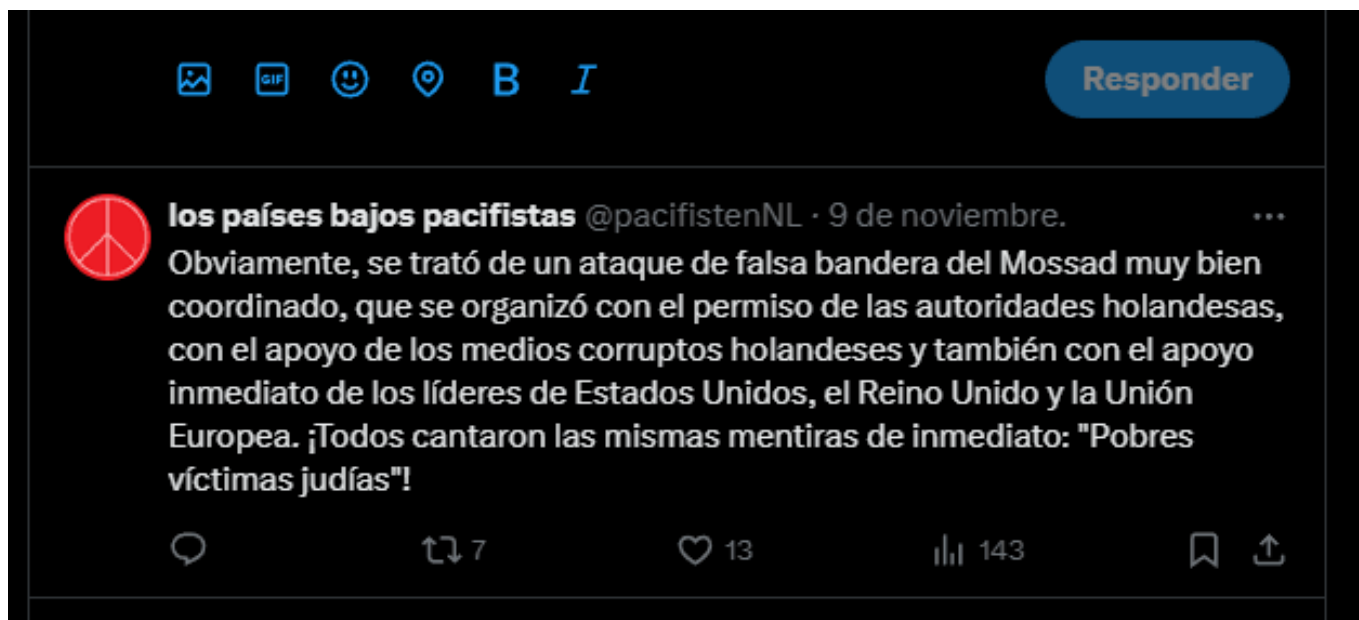 GIF
B
I
Responder
los países bajos pacifistas @pacifistenNL · 9 de noviembre.
Obviamente, se trató de un ataque de falsa bandera del Mossad muy bien
coordinado, que se organizó con el permiso de las autoridades holandesas,
con el apoyo de los medios corruptos holandeses y también con el apoyo
inmediato de los líderes de Estados Unidos, el Reino Unido y la Unión
Europea. ¡Todos cantaron las mismas mentiras de inmediato: "Pobres
víctimas judías"!
7
13
143